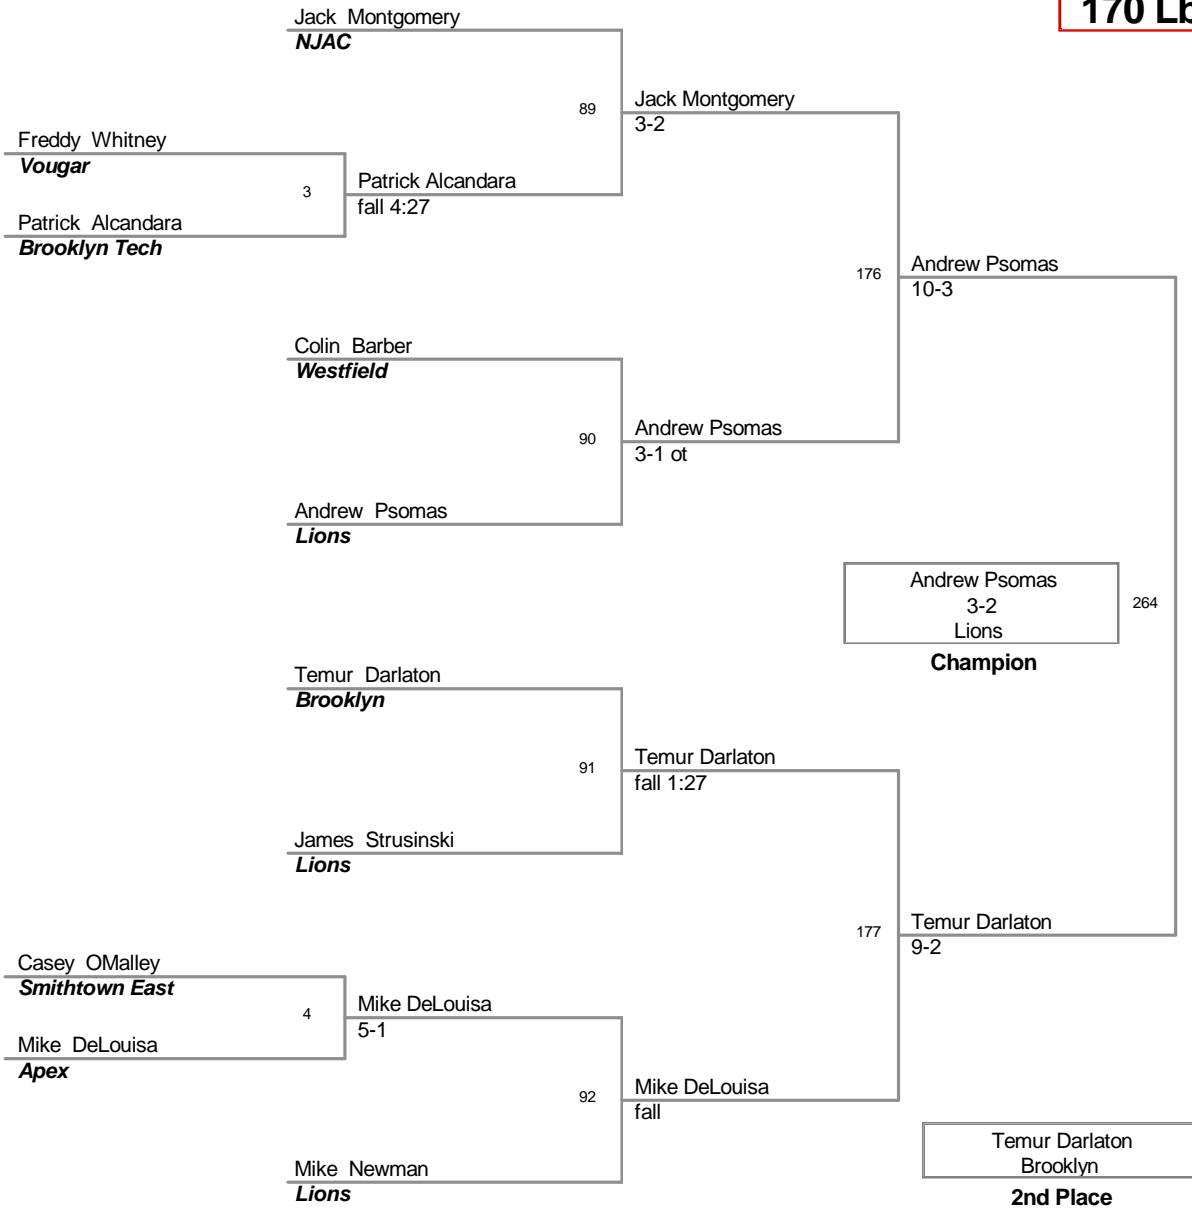 170 Lb
Jack Montgomery
NJAC
89
Jack Montgomery
3-2
Freddy Whitney
Vougar
3
Patrick Alcandara
fall 4:27
Patrick Alcandara
Brooklyn Tech
176
Andrew Psomas
10-3
Colin Barber
Westfield
90
Andrew Psomas
3-1 ot
Andrew Psomas
Lions
Andrew Psomas
3-2
Lions
264
Champion
Temur Darlaton
Brooklyn
91
Temur Darlaton
fall 1:27
James Strusinski
Lions
177
Temur Darlaton
9-2
Casey OMalley
Smithtown East
4
Mike DeLouisa
5-1
Mike DeLouisa
Apex
92
Mike DeLouisa
fall
Mike Newman
Lions
Temur Darlaton
Brooklyn
2nd Place